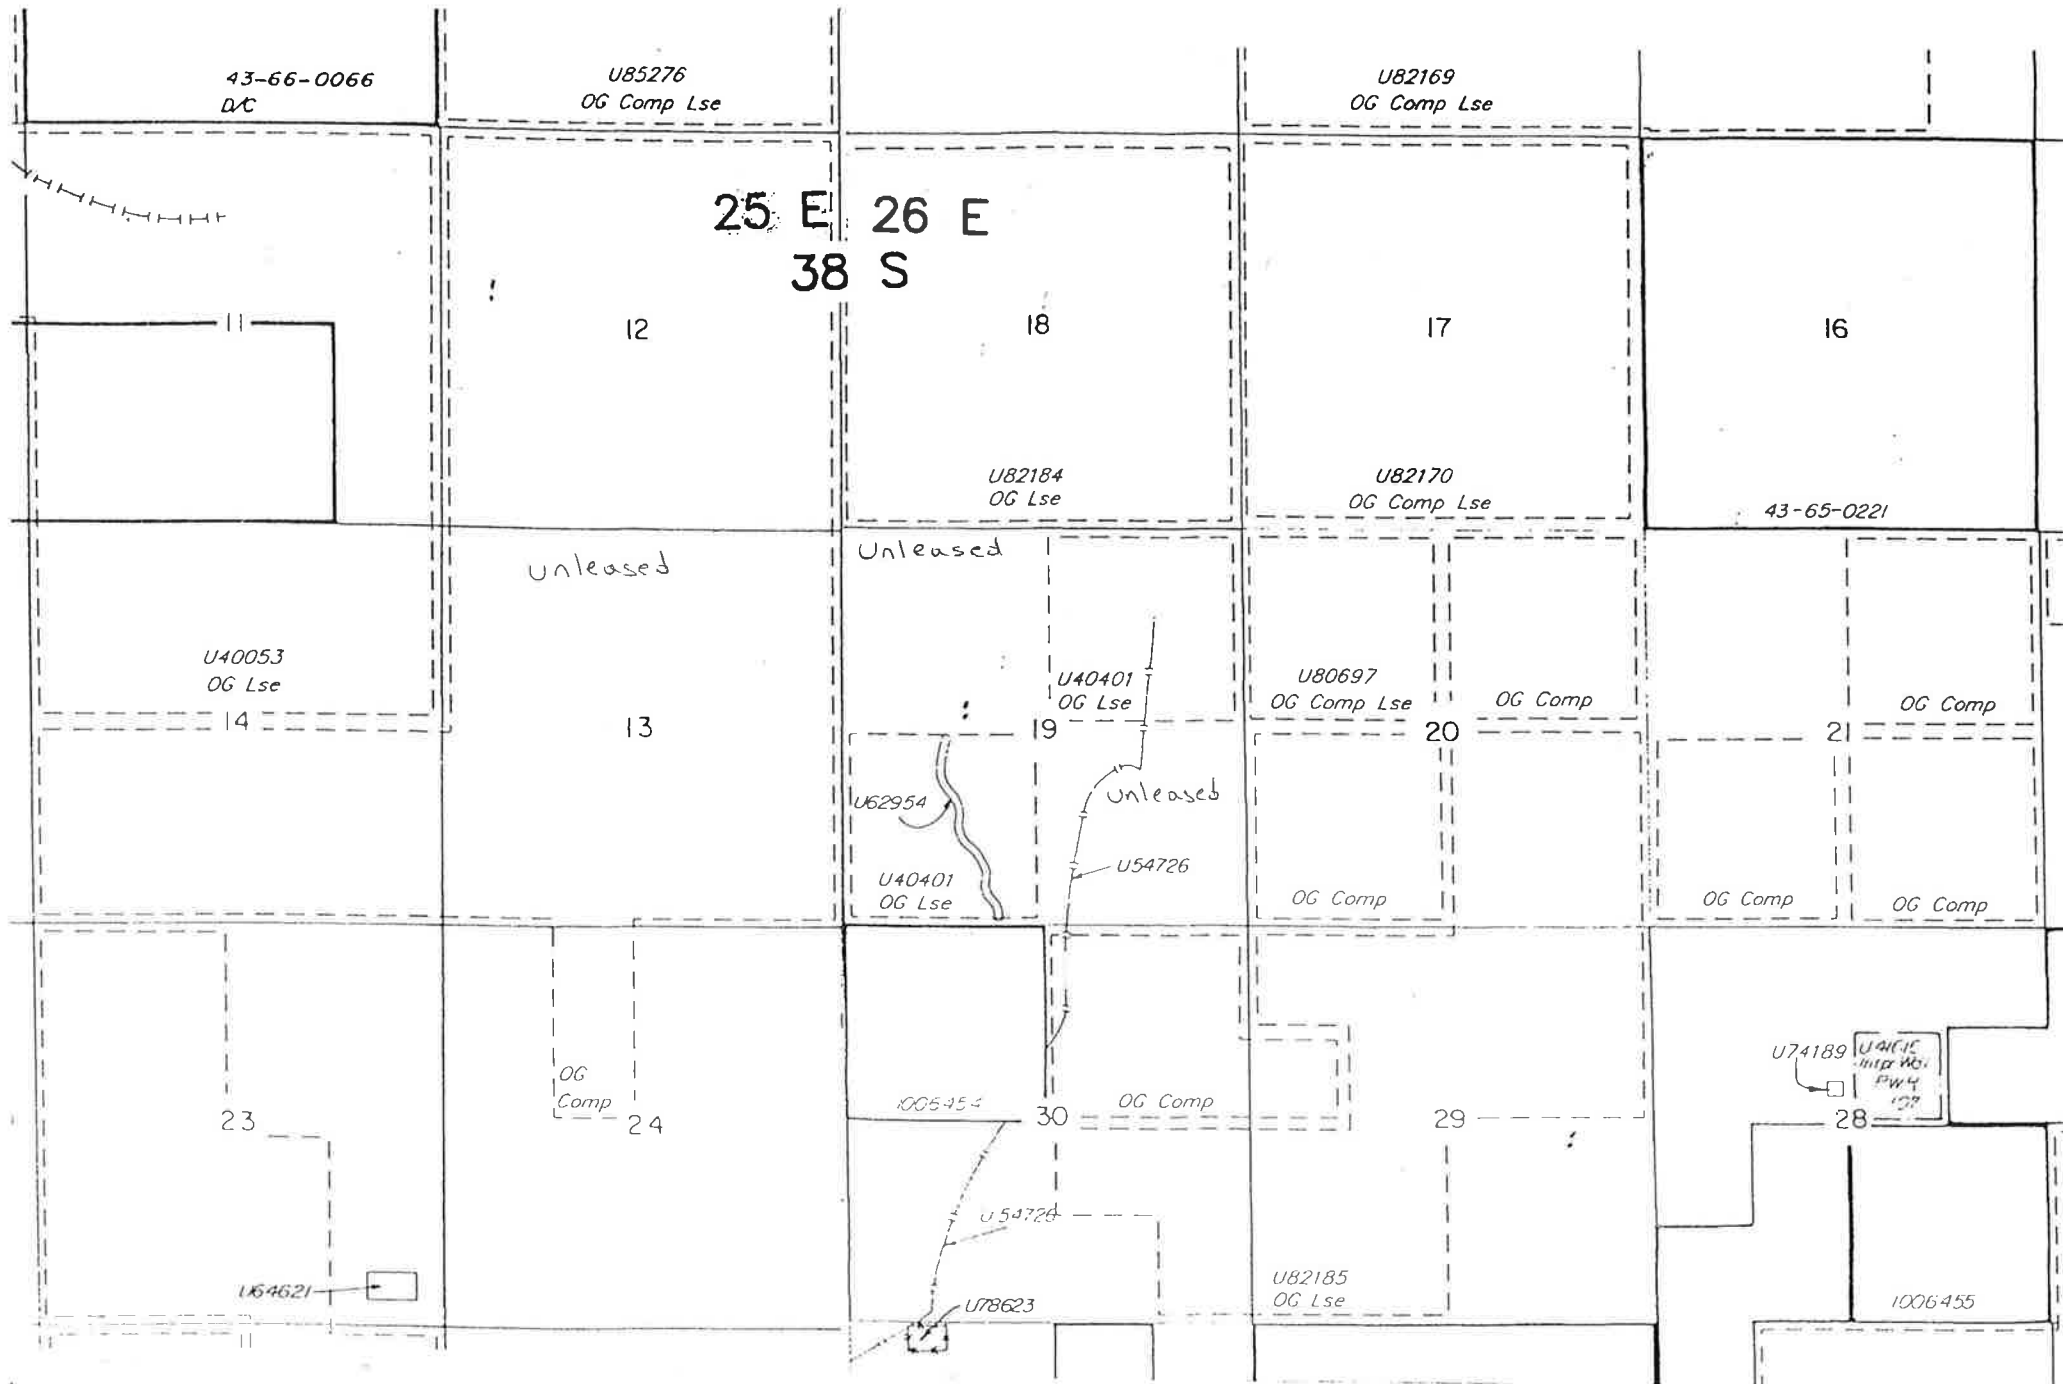 43-66-0066
D/C
U85276
OG Comp Lse
U82169
OG Comp Lse
25 E 26 E
38 S
11
12
18
17
16
U82184
OG Lse
U82170
OG Comp Lse
43-65-0221
unleased
Unleased
U40053
OG Lse
U40401
OG Lse
U80697
OG Comp Lse
OG Comp
OG Comp
14
13
19
20
21
U62954
unleased
U54726
U40401
OG Lse
OG Comp
OG Comp
OG Comp
U74189
OG
Comp
OG Comp
23
24
30
29
28
U54726
U64621
U78623
U82185
OG Lse
1006455